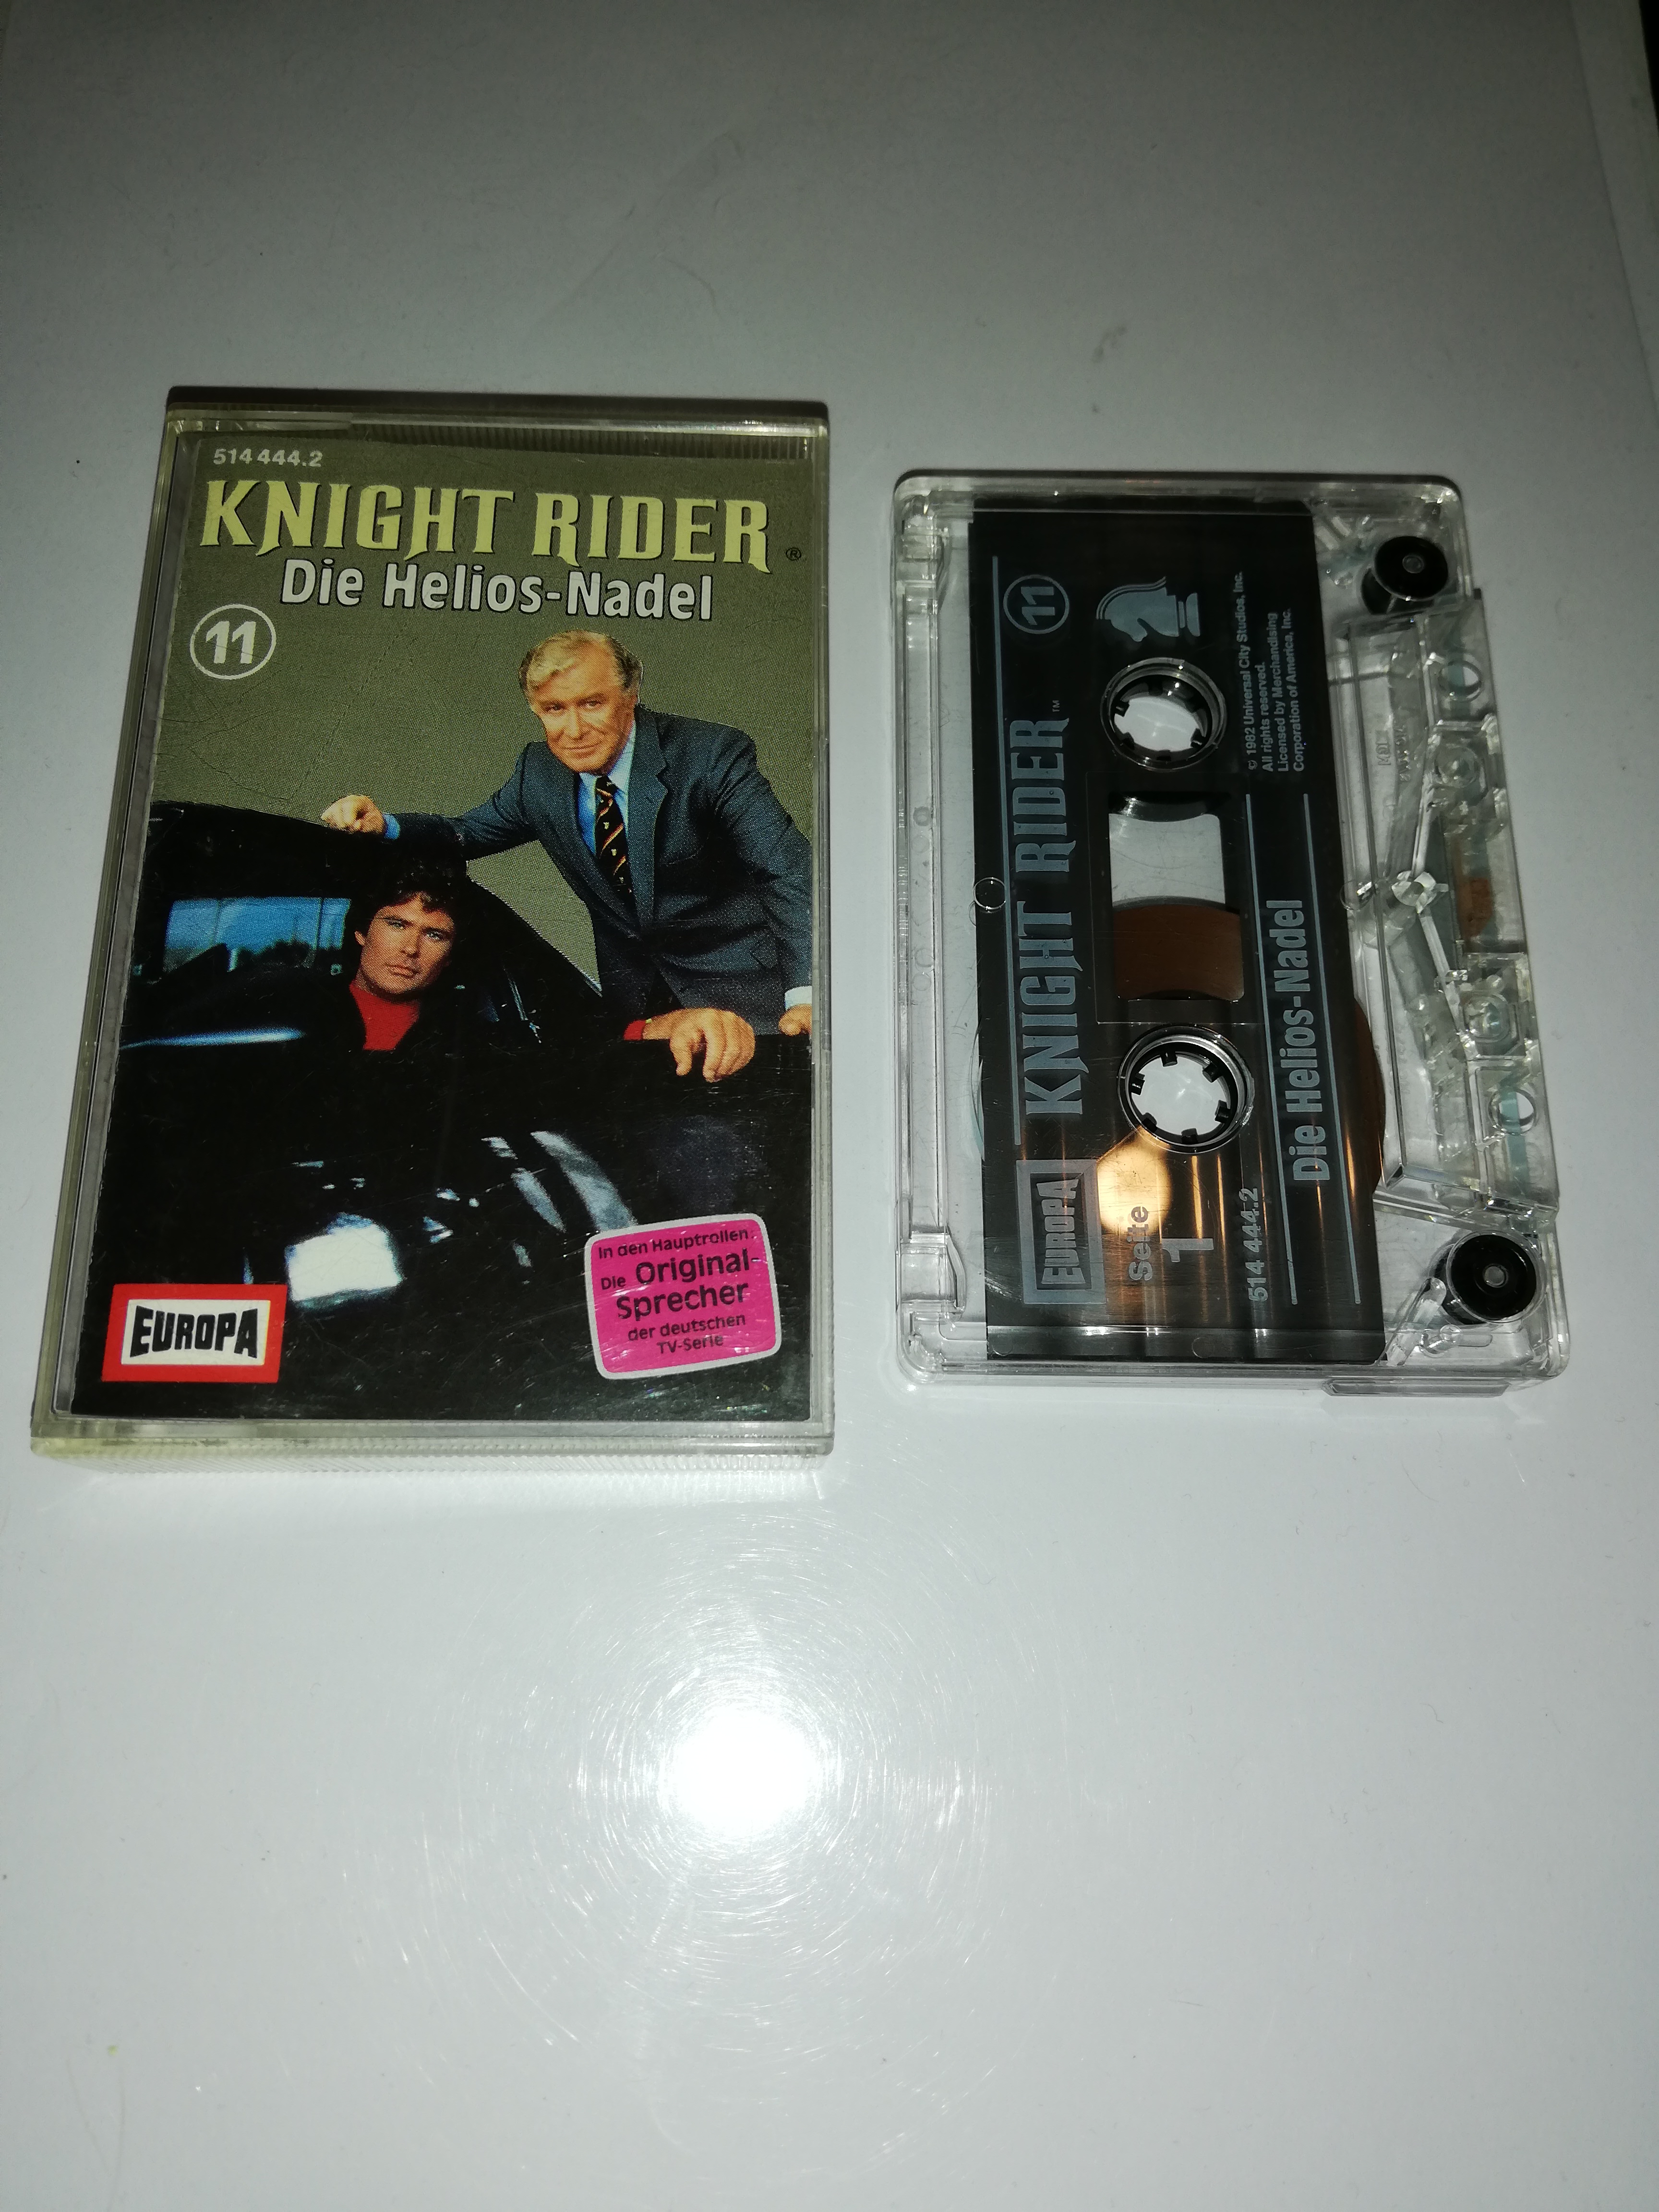 514 444.2
KNIGHT RIDER ®
Die Helios-Nadel
11
In den Hauptrollen:
Die Original-
Sprecher
der deutschen
TV-Serie
EUROPA
EUROPA
KNIGHT RIDER ™
11
Seite
1
514 444.2
Die Helios-Nadel
© 1982 Universal City Studios, Inc.
All rights reserved.
Licensed by Merchandising
Corporation of America, Inc.